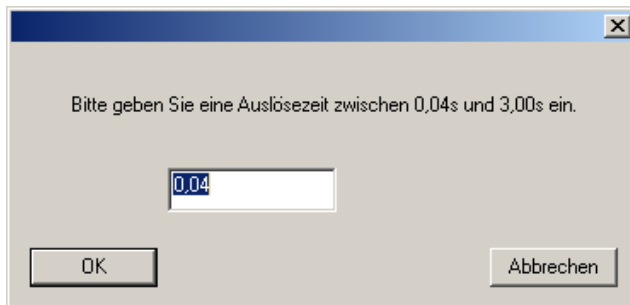 Bitte geben Sie eine Auslösezeit zwischen 0,04s und 3,00s ein.
0,04
OK
Abbrechen